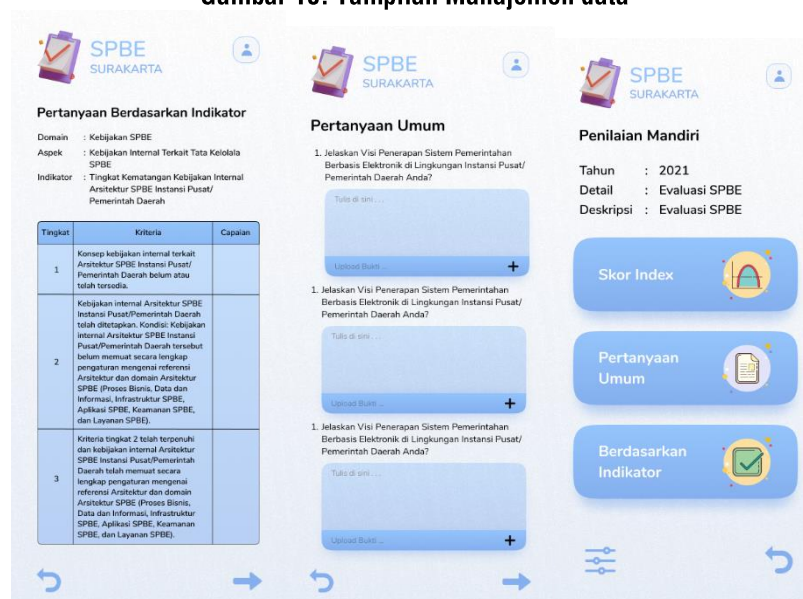 Gambar 10. Tampilan Manajemen data
SPBE
SURAKARTA
Pertanyaan Berdasarkan Indikator
Domain : Kebijakan SPBE
Aspek : Kebijakan Internal Terkait Tata Kelolala
SPBE
Indikator : Tingkat Kematangan Kebijakan Internal
Arsitektur SPBE Instansi Pusat/
Pemerintah Daerah
Tingkat Kriteria Capaian
1
Konsep kebijakan internal terkait
Arsitektur SPBE Instansi Pusat/
Pemerintah Daerah belum atau
telah tersedia.
2
Kebijakan internal Arsitektur SPBE
Instansi Pusat/Pemerintah Daerah
telah ditetapkan. Kondisi: Kebijakan
internal Arsitektur SPBE Instansi
Pusat/Pemerintah Daerah tersebut
belum memuat secara lengkap
pengaturan mengenai referensi
Arsitektur dan domain Arsitektur
SPBE (Proses Bisnis, Data dan
Informasi, Infrastruktur SPBE,
Aplikasi SPBE, Keamanan SPBE,
dan Layanan SPBE).
3
Kriteria tingkat 2 telah terpenuhi
dan kebijakan internal Arsitektur
SPBE Instansi Pusat/Pemerintah
Daerah telah memuat secara
lengkap pengaturan mengenai
referensi Arsitektur dan domain
Arsitektur SPBE (Proses Bisnis,
Data dan Informasi, Infrastruktur
SPBE, Aplikasi SPBE, Keamanan
SPBE, dan Layanan SPBE).
SPBE
SURAKARTA
Pertanyaan Umum
1. Jelaskan Visi Penerapan Sistem Pemerintahan
Berbasis Elektronik di Lingkungan Instansi Pusat/
Pemerintah Daerah Anda?
Tulis di sini . . .
Upload Bukti ...
1. Jelaskan Visi Penerapan Sistem Pemerintahan
Berbasis Elektronik di Lingkungan Instansi Pusat/
Pemerintah Daerah Anda?
Tulis di sini . . .
Upload Bukti ...
1. Jelaskan Visi Penerapan Sistem Pemerintahan
Berbasis Elektronik di Lingkungan Instansi Pusat/
Pemerintah Daerah Anda?
Tulis di sini . . .
Upload Bukti ...
SPBE
SURAKARTA
Penilaian Mandiri
Tahun : 2021
Detail : Evaluasi SPBE
Deskripsi : Evaluasi SPBE
Skor Index
Pertanyaan
Umum
Berdasarkan
Indikator